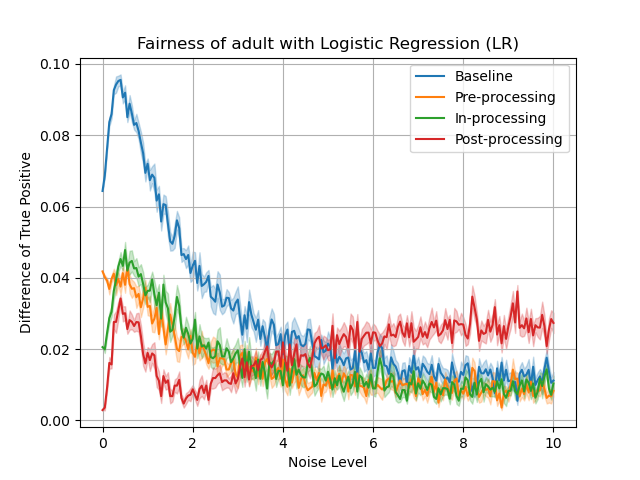 Fairness of adult with Logistic Regression (LR)
0.10
0.08
0.06
0.04
0.02
0.00
Difference of True Positive
Baseline
Pre-processing
In-processing
Post-processing
0 2 4 6 8 10
Noise Level